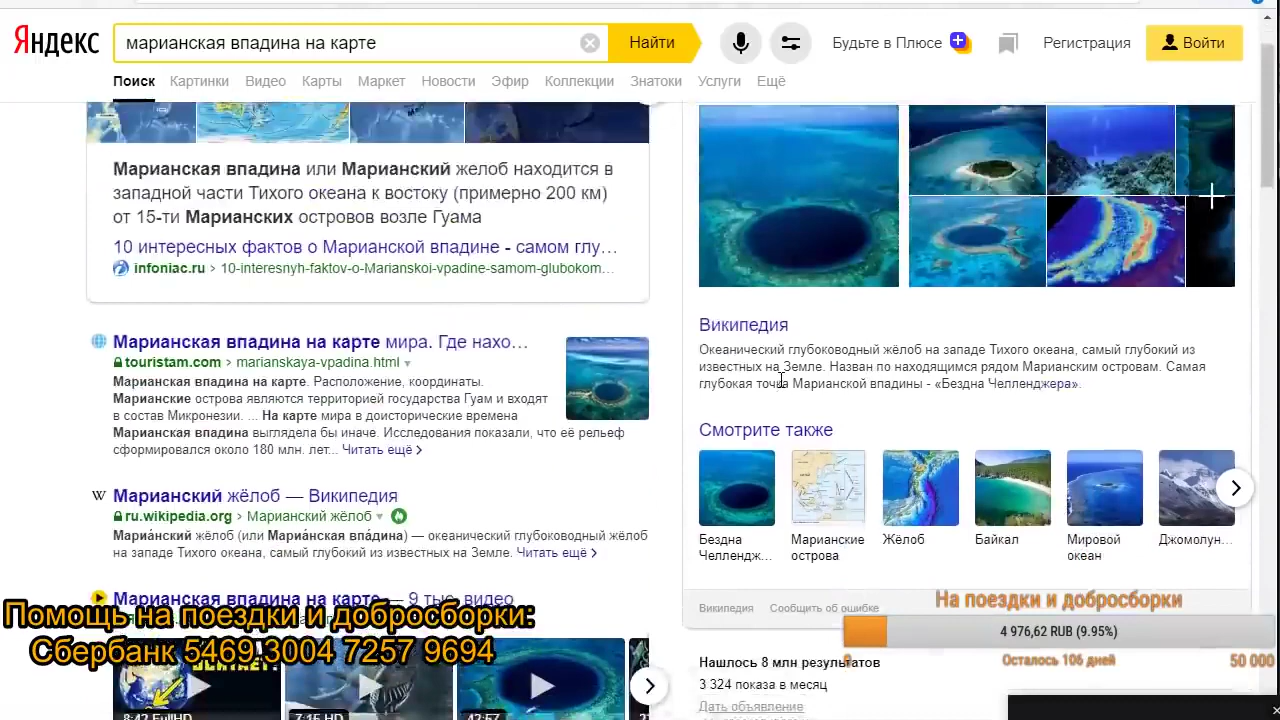 Яндекс
марианская впадина на карте
Найти
Будьте в Плюсе
Регистрация
Войти
Поиск
Картинки
Видео
Карты
Маркет
Новости
Эфир
Коллекции
Знатоки
Услуги
Ещё
Марианская впадина или Марианский желоб находится в
западной части Тихого океана к востоку (примерно 200 км)
от 15-ти Марианских островов возле Гуама
10 интересных фактов о Марианской впадине - самом глу…
infoniac.ru › 10-interesnyh-faktov-o-Marianskoi-vpadine-samom-glubokom…
Марианская впадина на карте мира. Где нахо…
touristam.com › marianskaya-vpadina.html
Марианская впадина на карте. Расположение, координаты.
Марианские острова являются территорией государства Гуам и входят
в состав Микронезии. ... На карте мира в доисторические времена
Марианская впадина выглядела бы иначе. Исследования показали, что её рельеф
сформировался около 180 млн. лет... Читать ещё >
W Марианский жёлоб — Википедия
ru.wikipedia.org › Марианский жёлоб
Мариа́нский жёлоб (или Мариа́нская впа́дина) — океанический глубоководный жёлоб
на западе Тихого океана, самый глубокий из известных на Земле. Читать ещё >
Марианская впадина на карте — 9 тыс. видео
Помощь на поездки и добросборки:
Сбербанк 5469 3004 7257 9694
8:42 FullHD
7:15 HD
42:57
Википедия
Океанический глубоководный жёлоб на западе Тихого океана, самый глубокий из
известных на Земле. Назван по находящимся рядом Марианским островам. Самая
глубокая точка Марианской впадины - «Бездна Челленджера».
Смотрите также
Бездна
Челлендж...
Марианские
острова
Жёлоб
Байкал
Мировой
океан
Джомолун...
Википедия
Сообщить об ошибке
На поездки и добросборки
4 976,62 RUB (9.95%)
0
Осталось 106 дней
50 000
Нашлось 8 млн результатов
3 324 показа в месяц
Дать объявление